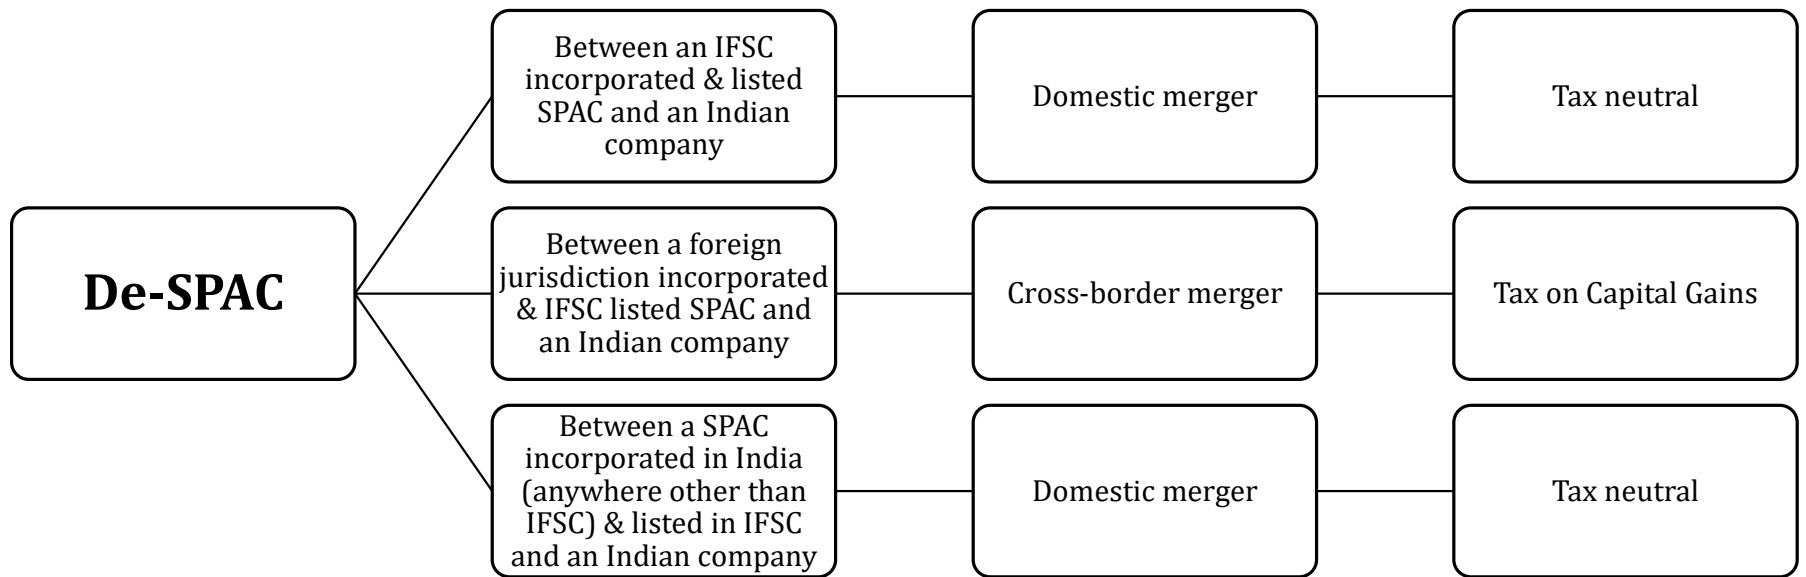 De-SPAC
Between an IFSC
incorporated & listed
SPAC and an Indian
company
Domestic merger
Tax neutral
Between a foreign
jurisdiction incorporated
& IFSC listed SPAC and
an Indian company
Cross-border merger
Tax on Capital Gains
Between a SPAC
incorporated in India
(anywhere other than
IFSC) & listed in IFSC
and an Indian company
Domestic merger
Tax neutral